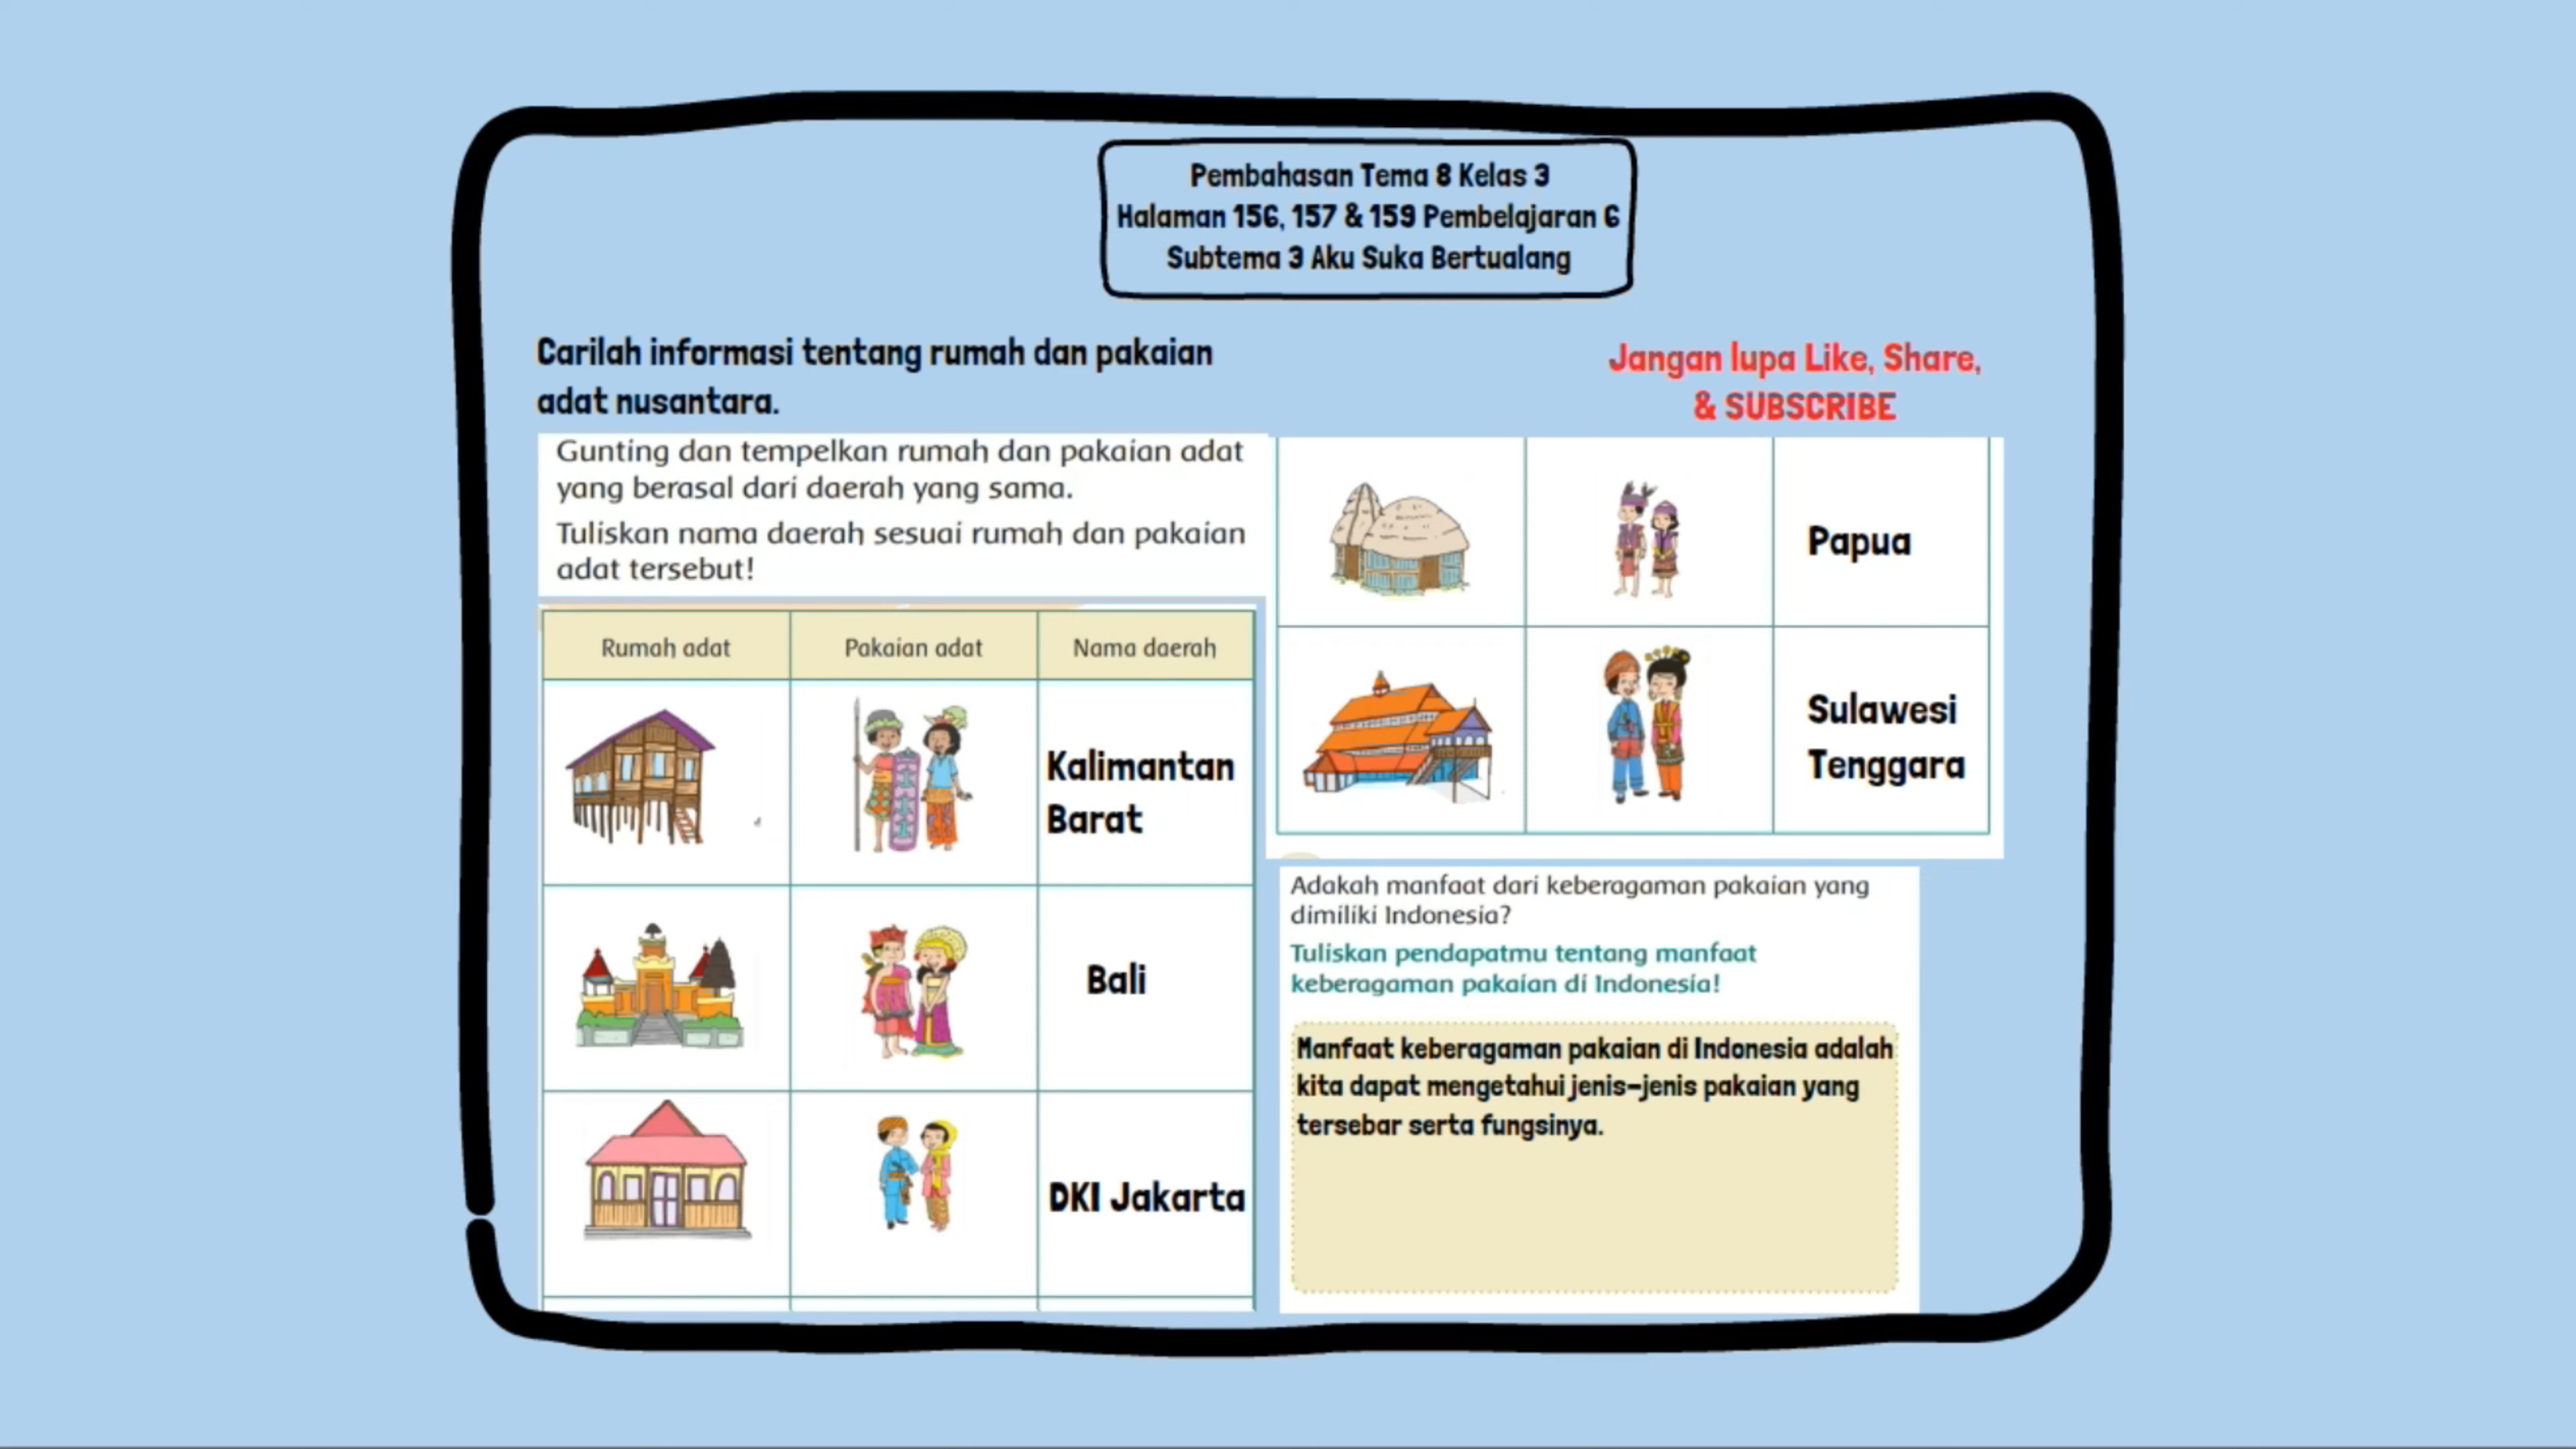 Pembahasan Tema 8 Kelas 3
Halaman 156, 157 & 159 Pembelajaran 6
Subtema 3 Aku Suka Bertualang
Carilah informasi tentang rumah dan pakaian
adat nusantara.
Jangan lupa Like, Share,
& SUBSCRIBE
Gunting dan tempelkan rumah dan pakaian adat
yang berasal dari daerah yang sama.
Tuliskan nama daerah sesuai rumah dan pakaian
adat tersebut!
Rumah adat
Pakaian adat
Nama daerah
Kalimantan
Barat
Bali
DKI Jakarta
Papua
Sulawesi
Tenggara
Adakah manfaat dari keberagaman pakaian yang
dimiliki Indonesia?
Tuliskan pendapatmu tentang manfaat
keberagaman pakaian di Indonesia!
Manfaat keberagaman pakaian di Indonesia adalah
kita dapat mengetahui jenis-jenis pakaian yang
tersebar serta fungsinya.